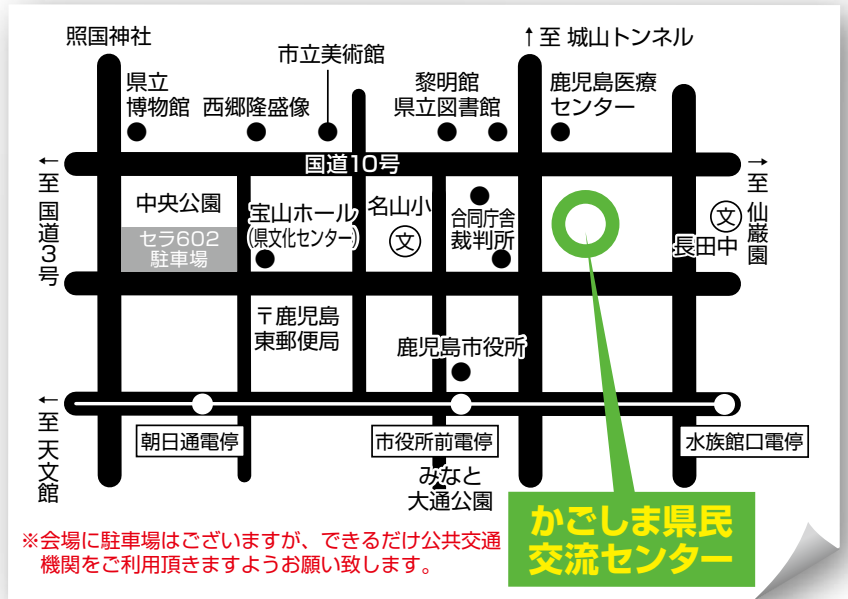 照国神社
市立美術館
↑至 城山トンネル
県立
博物館
西郷隆盛像
黎明館
県立図書館
鹿児島医療
センター
国道10号
←至 国道3号
中央公園
セラ602
駐車場
宝山ホール
(県文化センター)
名山小
文
合同庁舎
裁判所
文
長田中
→至 仙巌園
〒鹿児島
東郵便局
鹿児島市役所
←至 天文館
朝日通電停
市役所前電停
水族館口電停
みなと
大通公園
かごしま県民
交流センター
※会場に駐車場はございますが、できるだけ公共交通
機関をご利用頂きますようお願い致します。